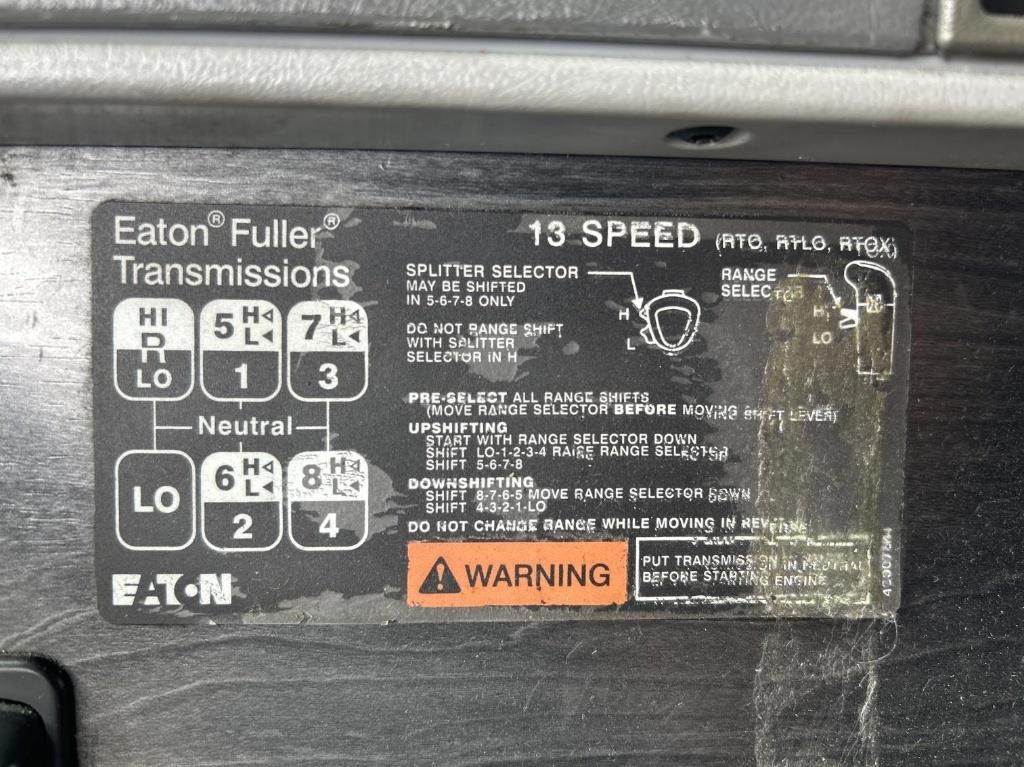 Eaton® Fuller®
Transmissions
13 SPEED (RTO, RTLO, RTOX)
HI
R
LO
5 H
L
1
7 H
L
3
Neutral
LO
6 H
L
2
8 H
L
4
EATON
SPLITTER SELECTOR
MAY BE SHIFTED
IN 5-6-7-8 ONLY
H
L
DO NOT RANGE SHIFT
WITH SPLITTER
SELECTOR IN H
RANGE
SELECTOR
HI
LO
PRE-SELECT ALL RANGE SHIFTS
(MOVE RANGE SELECTOR BEFORE MOVING SHIFT LEVER)
UPSHIFTING
START WITH RANGE SELECTOR DOWN
SHIFT LO-1-2-3-4 RAISE RANGE SELECTOR
SHIFT 5-6-7-8
DOWNSHIFTING
SHIFT 8-7-6-5 MOVE RANGE SELECTOR DOWN
SHIFT 4-3-2-1-LO
DO NOT CHANGE RANGE WHILE MOVING IN REVERSE
WARNING
PUT TRANSMISSION IN NEUTRAL
BEFORE STARTING ENGINE